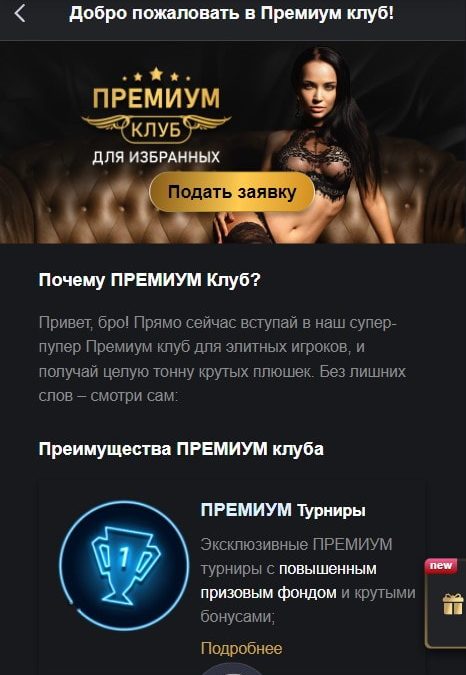 Добро пожаловать в Премиум клуб!
ПРЕМИУМ
КЛУБ
ДЛЯ ИЗБРАННЫХ
Подать заявку
Почему ПРЕМИУМ Клуб?
Привет, бро! Прямо сейчас вступай в наш супер-
пупер Премиум клуб для элитных игроков, и
получай целую тонну крутых плюшек. Без лишних
слов – смотри сам:
Преимущества ПРЕМИУМ клуба
1
ПРЕМИУМ Турниры
Эксклюзивные ПРЕМИУМ
турниры с повышенным
призовым фондом и крутыми
бонусами;
new
Подробнее